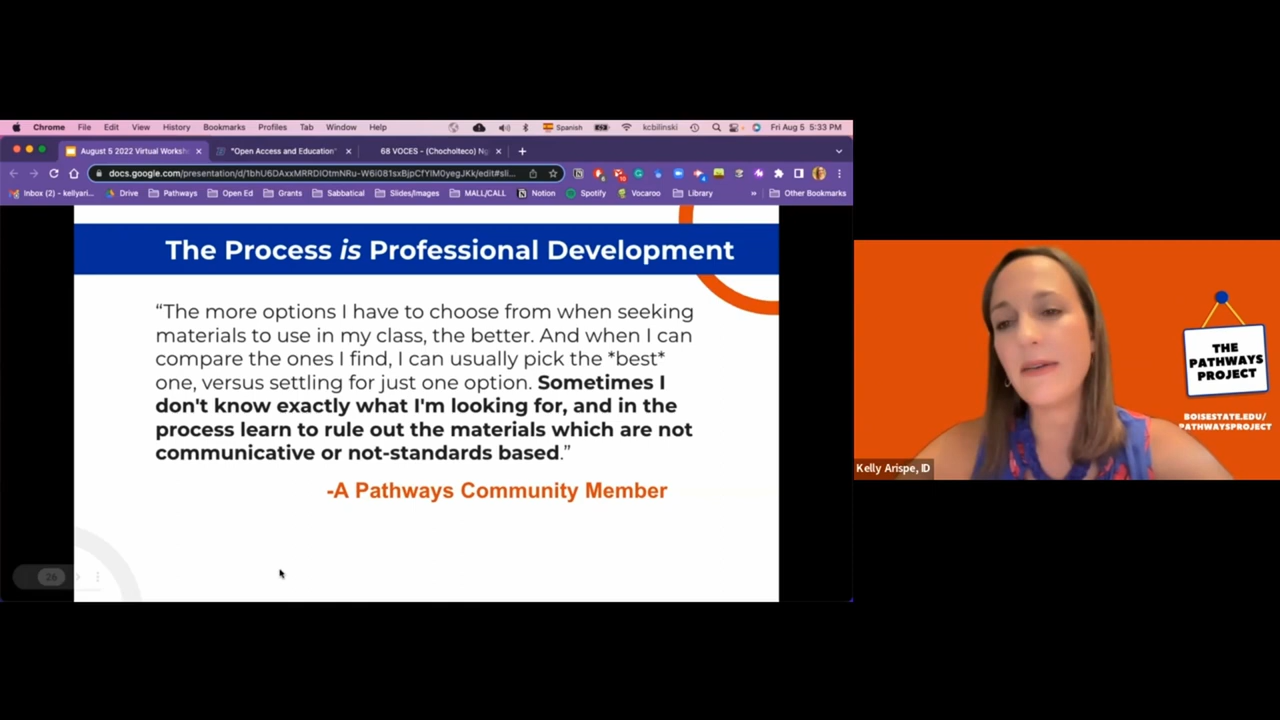 Chrome File Edit View History Bookmarks Profiles Tab Window Help Spanish kcbilinski Fri Aug 5 5:33 PM
August 5 2022 Virtual Worksh "Open Access and Education" 68 VOCES - (Chocholteco) Ng
docs.google.com/presentation/d/
Inbox (2) - kellyari... Drive Pathways Open Ed Grants Sabbatical Slides/Images MALL/CALL Notion Spotify Vocaroo Library » Other Bookmarks
The Process is Professional Development
“The more options I have to choose from when seeking
materials to use in my class, the better. And when I can
compare the ones I find, I can usually pick the *best*
one, versus settling for just one option. Sometimes I
don't know exactly what I'm looking for, and in the
process learn to rule out the materials which are not
communicative or not-standards based.”
-A Pathways Community Member
26
THE
PATHWAYS
PROJECT
BOISESTATE.EDU/
PATHWAYSPROJECT
Kelly Arispe, ID